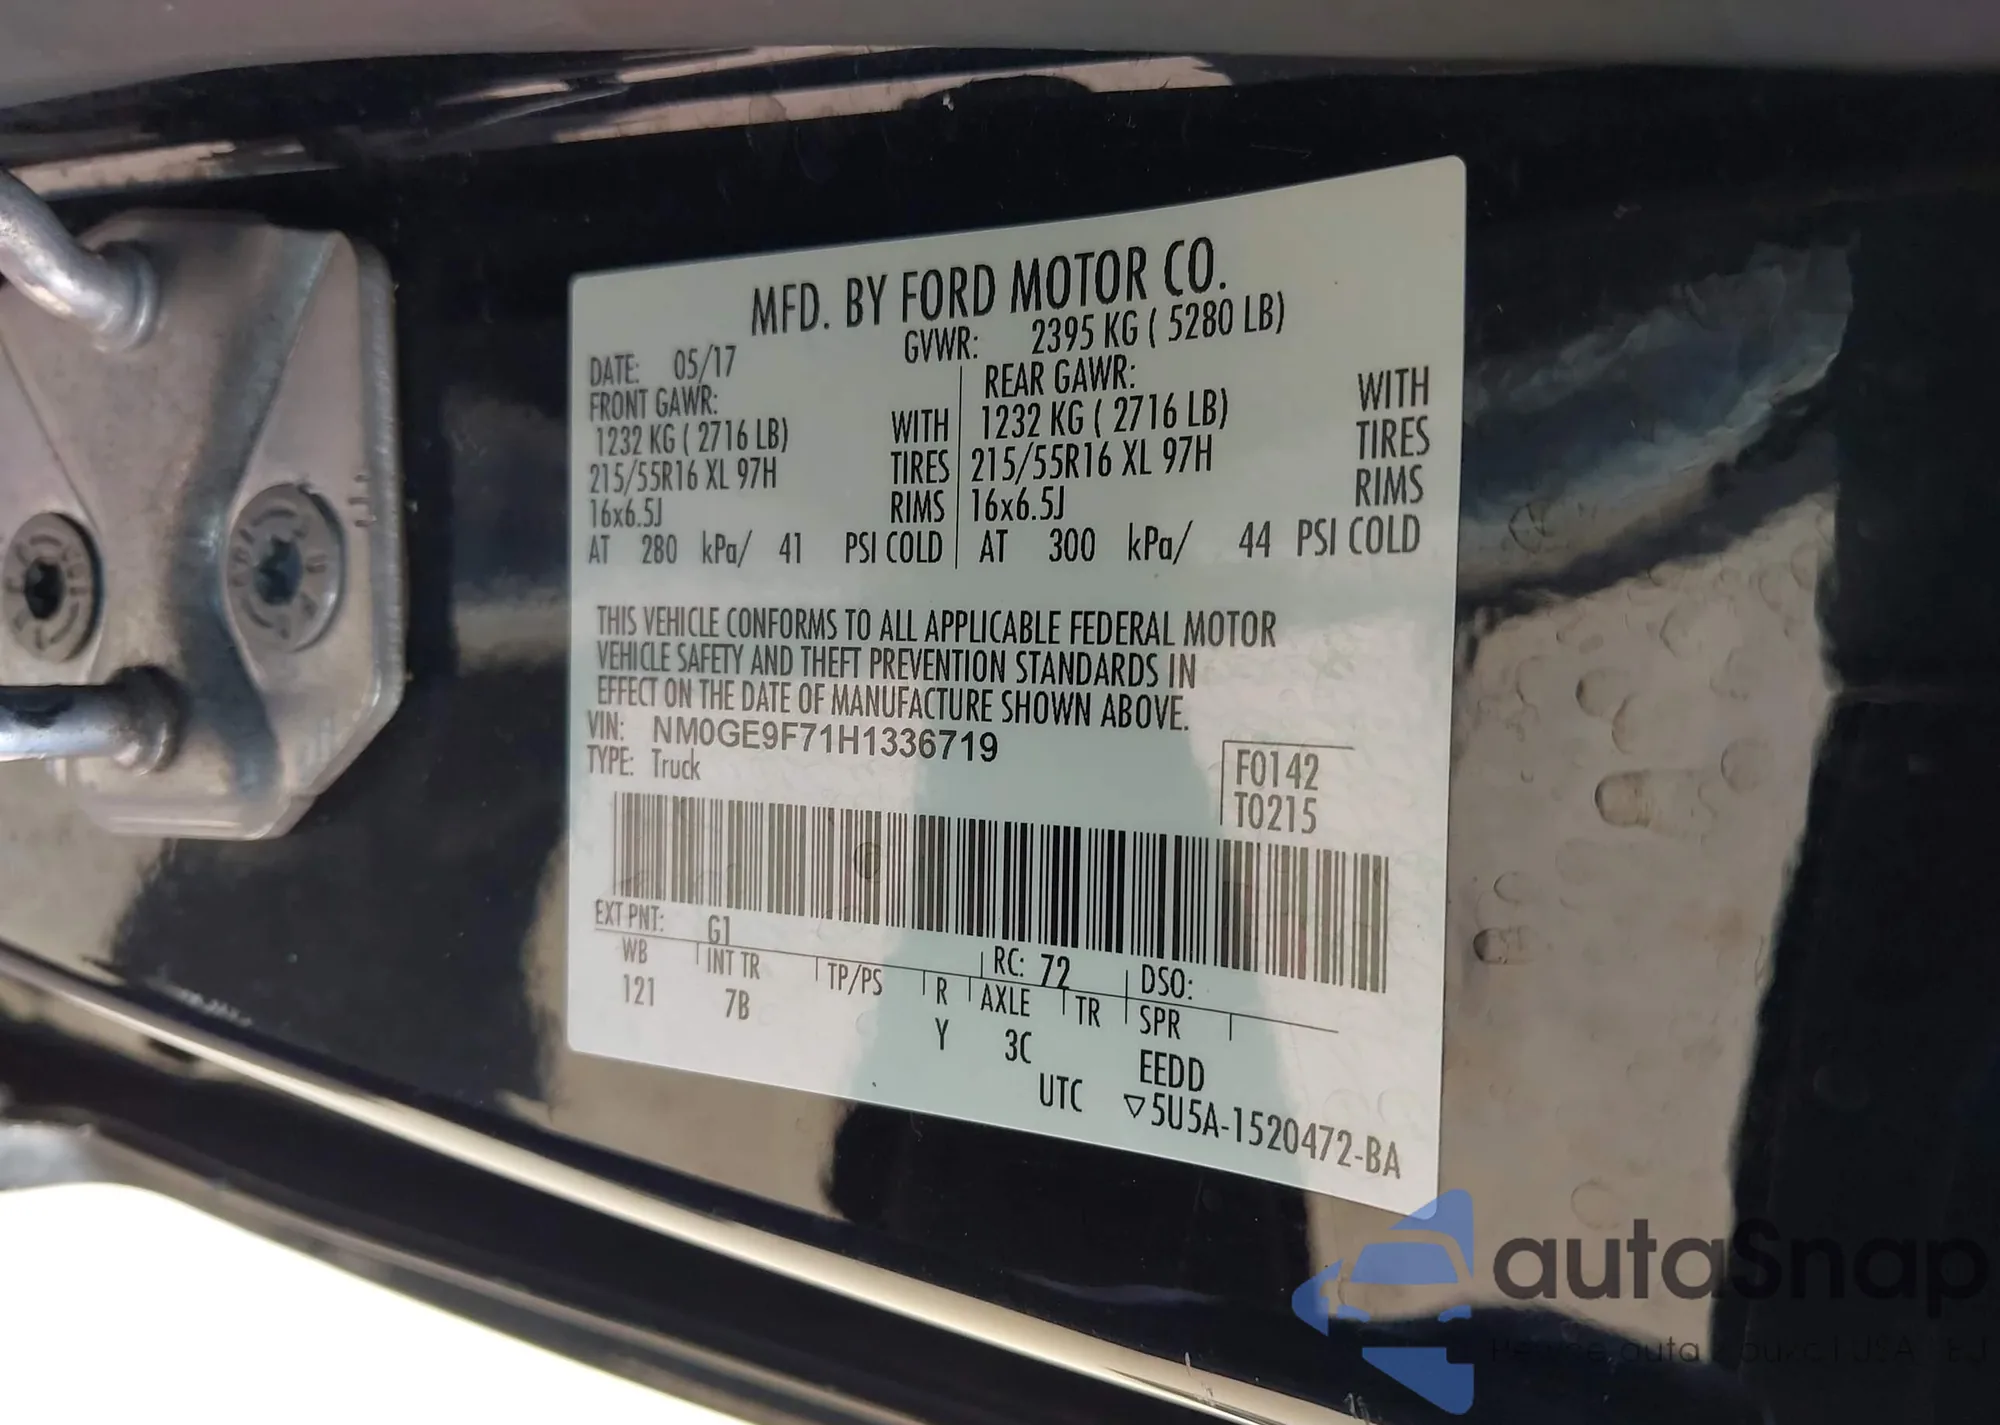 MFD. BY FORD MOTOR CO.
DATE: 05/17
GVWR: 2395 KG ( 5280 LB)
FRONT GAWR:
1232 KG ( 2716 LB) WITH
215/55R16 XL 97H TIRES
16x6.5J RIMS
AT 280 kPa/ 41 PSI COLD
REAR GAWR:
1232 KG ( 2716 LB) WITH
215/55R16 XL 97H TIRES
16x6.5J RIMS
AT 300 kPa/ 44 PSI COLD
THIS VEHICLE CONFORMS TO ALL APPLICABLE FEDERAL MOTOR
VEHICLE SAFETY AND THEFT PREVENTION STANDARDS IN
EFFECT ON THE DATE OF MANUFACTURE SHOWN ABOVE.
VIN: NM0GE9F71H1336719
TYPE: Truck
F0142
T0215
EXT PNT: G1
RC: 72 DSO:
WB INT TR TP/PS R AXLE TR SPR
121 7B Y 3C EEDD
UTC ▽5U5A-1520472-BA
autaSnap
auta USA